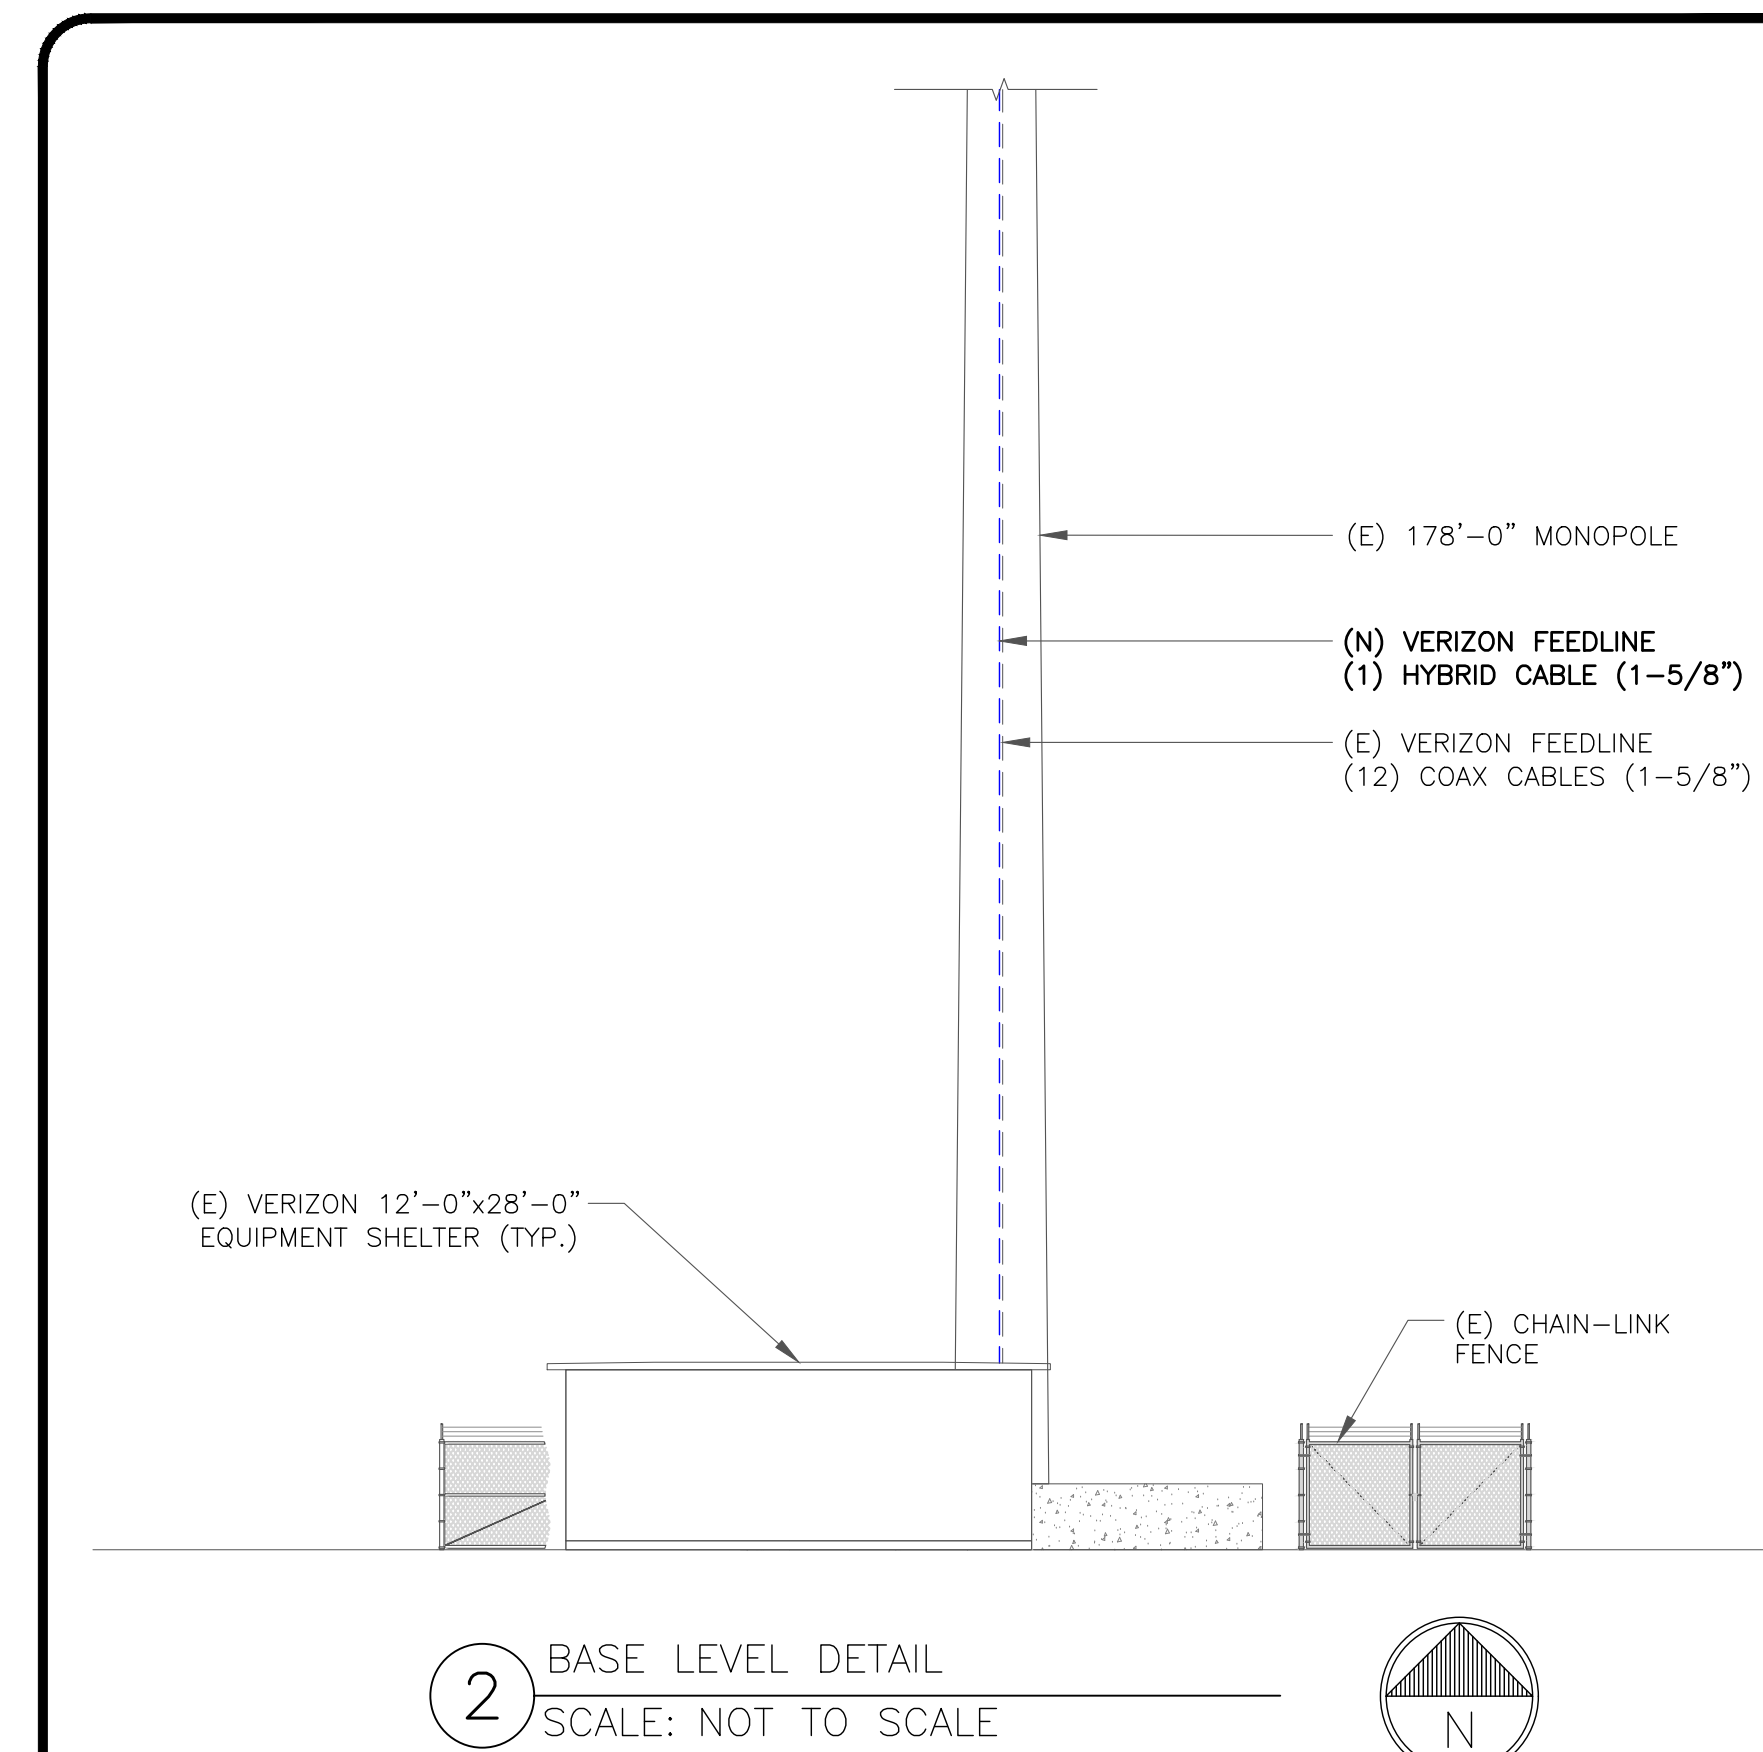 (E) 178'-0" MONOPOLE
(N) VERIZON FEEDLINE
(1) HYBRID CABLE (1-5/8")
(E) VERIZON FEEDLINE
(12) COAX CABLES (1-5/8")
(E) VERIZON 12'-0"x28'-0"
EQUIPMENT SHELTER (TYP.)
(E) CHAIN-LINK
FENCE
2
BASE LEVEL DETAIL
SCALE: NOT TO SCALE
N